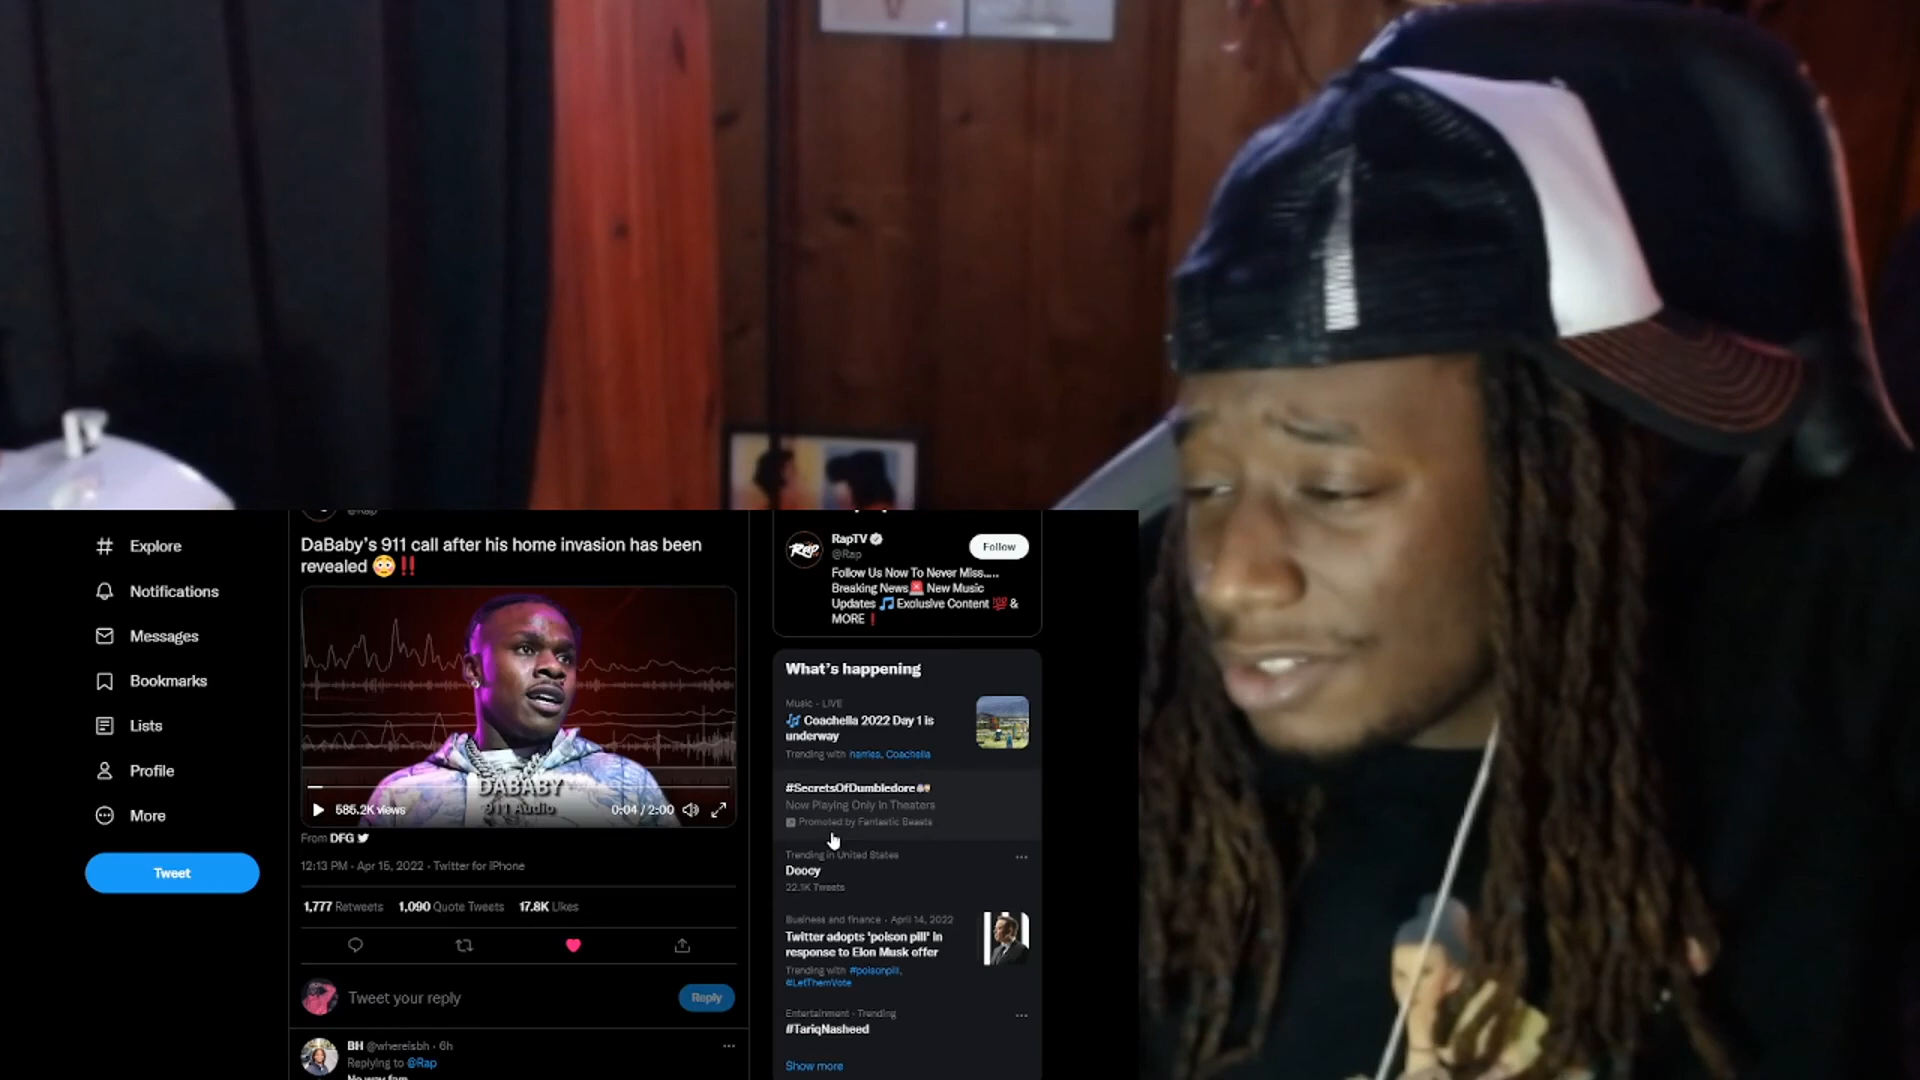 @Rap
DaBaby's 911 call after his home invasion has been
revealed 😳‼️
DABABY
911 Audio
585.2K views
0:04 / 2:00
From DFG
12:13 PM · Apr 15, 2022 · Twitter for iPhone
1,777 Retweets 1,090 Quote Tweets 17.8K Likes
Tweet your reply
Reply
BH @whereisbh · 6h
Replying to @Rap
No way fam
Explore
Notifications
Messages
Bookmarks
Lists
Profile
More
Tweet
Rap
RapTV
@Rap
Follow
Follow Us Now To Never Miss.....
Breaking News🚨 New Music
Updates 🎵 Exclusive Content 💯 &
MORE❗
What's happening
Music · LIVE
🎶 Coachella 2022 Day 1 is
underway
Trending with harries, Coachella
#SecretsOfDumbledore
Now Playing Only in Theaters
Promoted by Fantastic Beasts
Trending in United States
Doocy
22.1K Tweets
Business and finance · April 14, 2022
Twitter adopts 'poison pill' in
response to Elon Musk offer
Trending with #poisonpill,
#LetThemVote
Entertainment · Trending
#TariqNasheed
Show more